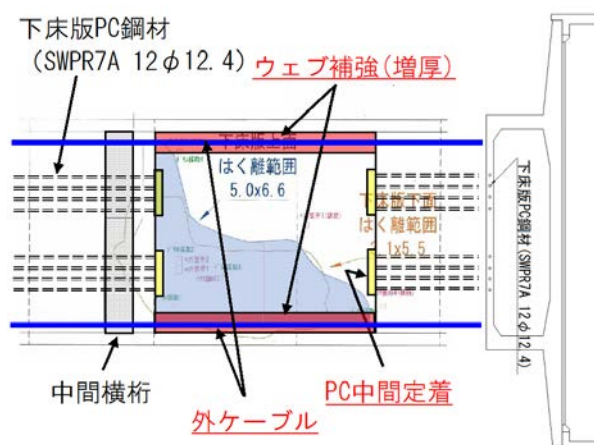 下床版PC鋼材
(SWPR7A 12φ12.4)
ウェブ補強(増厚)
下床版上面
はく離範囲
5.0x6.6
下床版下面
はく離範囲
1x5.5
下床版PC鋼材(SWPR7A 12φ12.4)
中間横桁
外ケーブル
PC中間定着